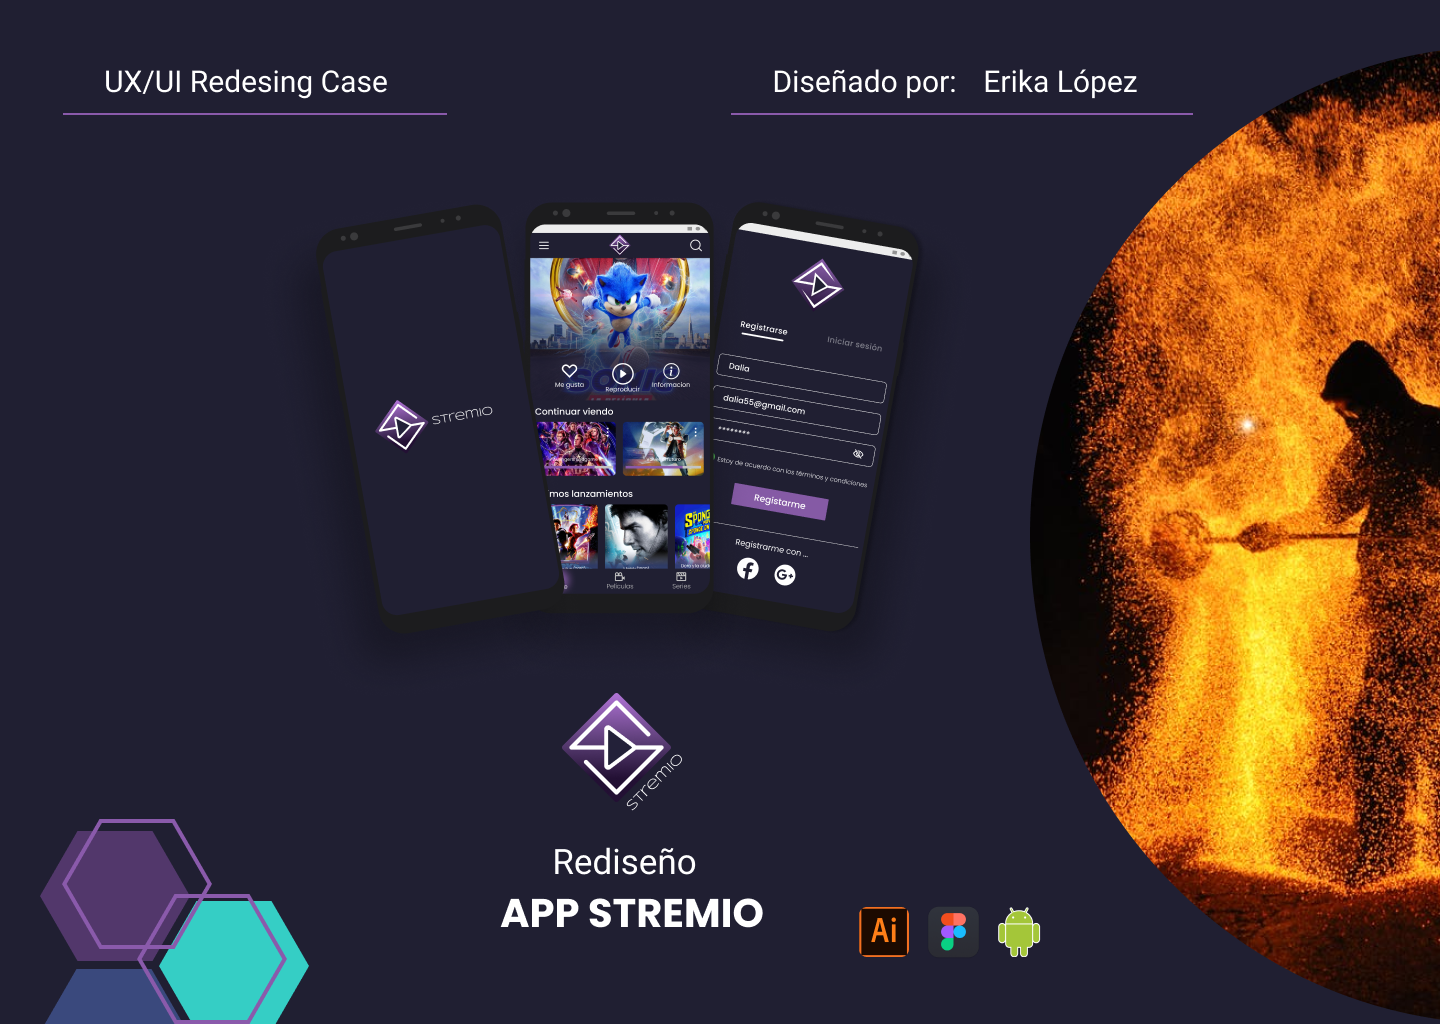 UX/UI Redesing Case
Diseñado por: Erika López
STREMIO
Me gusta
Reproducir
Informacion
Continuar viendo
mos lanzamientos
Películas
Series
Registrarse
Iniciar sesión
Dalia
dalia55@gmail.com
********
Estoy de acuerdo con los términos y condiciones
Registarme
Registrarme con ...
G+
STremIO
Rediseño
APP STREMIO
Ai